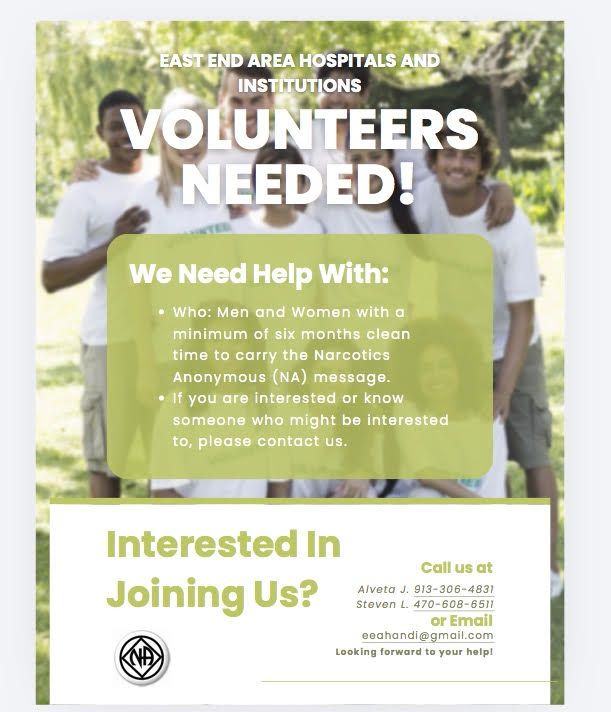 EAST END AREA HOSPITALS AND
INSTITUTIONS
VOLUNTEERS
NEEDED!
We Need Help With:
• Who: Men and Women with a
minimum of six months clean
time to carry the Narcotics
Anonymous (NA) message.
• If you are interested or know
someone who might be interested
to, please contact us.
Interested In
Joining Us?
Call us at
Alveta J. 913-306-4831
Steven L. 470-608-6511
or Email
eeahandi@gmail.com
Looking forward to your help!
NA